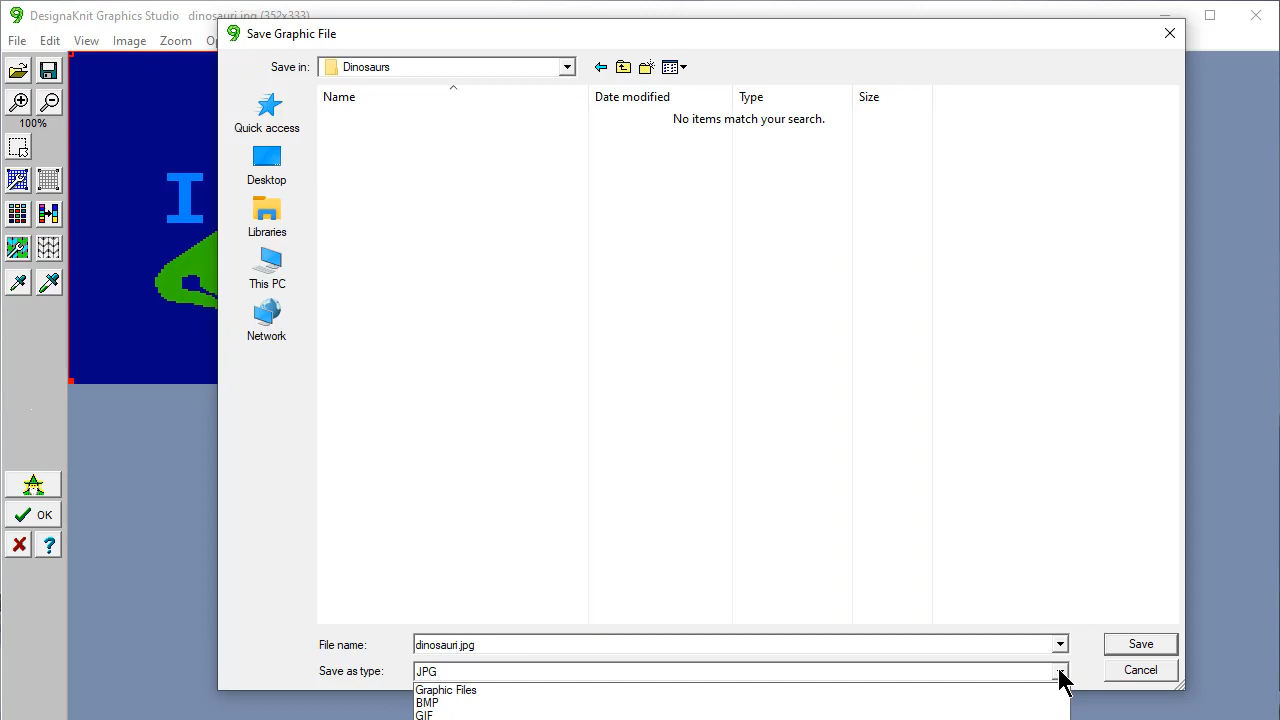 DesignaKnit Graphics Studio dinosauri.jpg (352x333)
Save Graphic File
File Edit View Image Zoom
Save in: Dinosaurs
Name Date modified Type Size
No items match your search.
Quick access
100%
Desktop
I
Libraries
This PC
Network
OK
File name: dinosauri.jpg Save
Save as type: JPG Cancel
Graphic Files
BMP
GIF